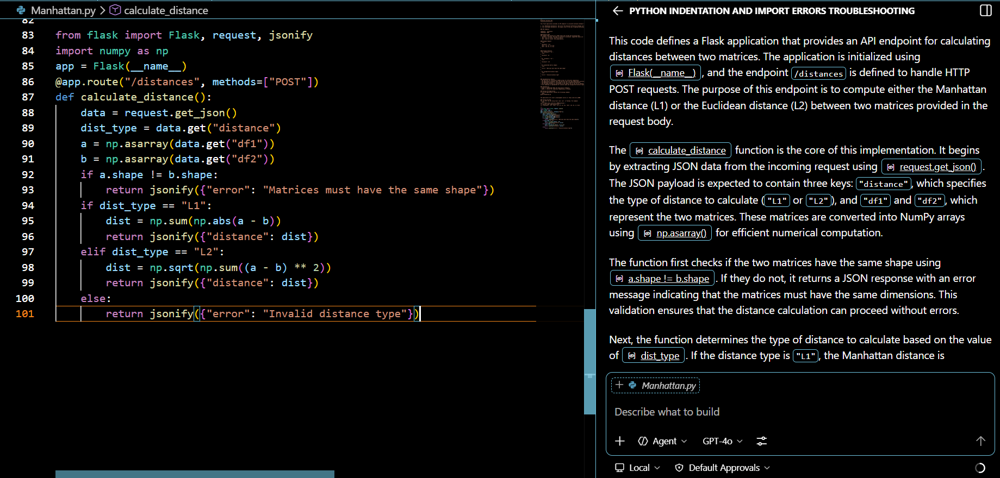 Manhattan.py > calculate_distance
82
83 from flask import Flask, request, jsonify
84 import numpy as np
85 app = Flask(__name__)
86 @app.route("/distances", methods=["POST"])
87 def calculate_distance():
88     data = request.get_json()
89     dist_type = data.get("distance")
90     a = np.asarray(data.get("df1"))
91     b = np.asarray(data.get("df2"))
92     if a.shape != b.shape:
93         return jsonify({"error": "Matrices must have the same shape"})
94     if dist_type == "L1":
95         dist = np.sum(np.abs(a - b))
96         return jsonify({"distance": dist})
97     elif dist_type == "L2":
98         dist = np.sqrt(np.sum((a - b) ** 2))
99         return jsonify({"distance": dist})
100     else:
101         return jsonify({"error": "Invalid distance type"})
PYTHON INDENTATION AND IMPORT ERRORS TROUBLESHOOTING
This code defines a Flask application that provides an API endpoint for calculating
distances between two matrices. The application is initialized using
Flask(__name__), and the endpoint /distances is defined to handle HTTP
POST requests. The purpose of this endpoint is to compute either the Manhattan
distance (L1) or the Euclidean distance (L2) between two matrices provided in the
request body.
The calculate_distance function is the core of this implementation. It begins
by extracting JSON data from the incoming request using request.get_json().
The JSON payload is expected to contain three keys: "distance", which specifies
the type of distance to calculate ("L1" or "L2"), and "df1" and "df2", which
represent the two matrices. These matrices are converted into NumPy arrays
using np.asarray() for efficient numerical computation.
The function first checks if the two matrices have the same shape using
a.shape != b.shape. If they do not, it returns a JSON response with an error
message indicating that the matrices must have the same dimensions. This
validation ensures that the distance calculation can proceed without errors.
Next, the function determines the type of distance to calculate based on the value
of dist_type. If the distance type is "L1", the Manhattan distance is
Manhattan.py
Describe what to build
Agent GPT-4o
Local Default Approvals